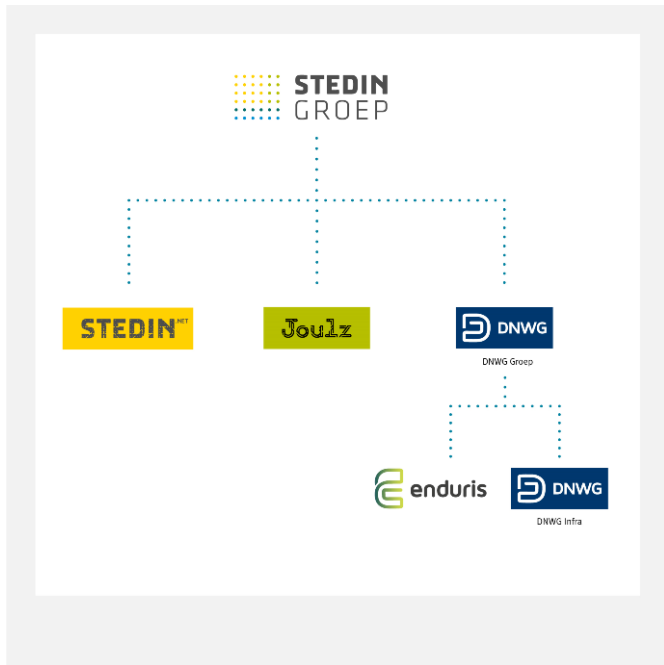 STEDIN
GROEP
STEDIN.NET
Joulz
DNWG
DNWG Groep
enduris
DNWG
DNWG Infra